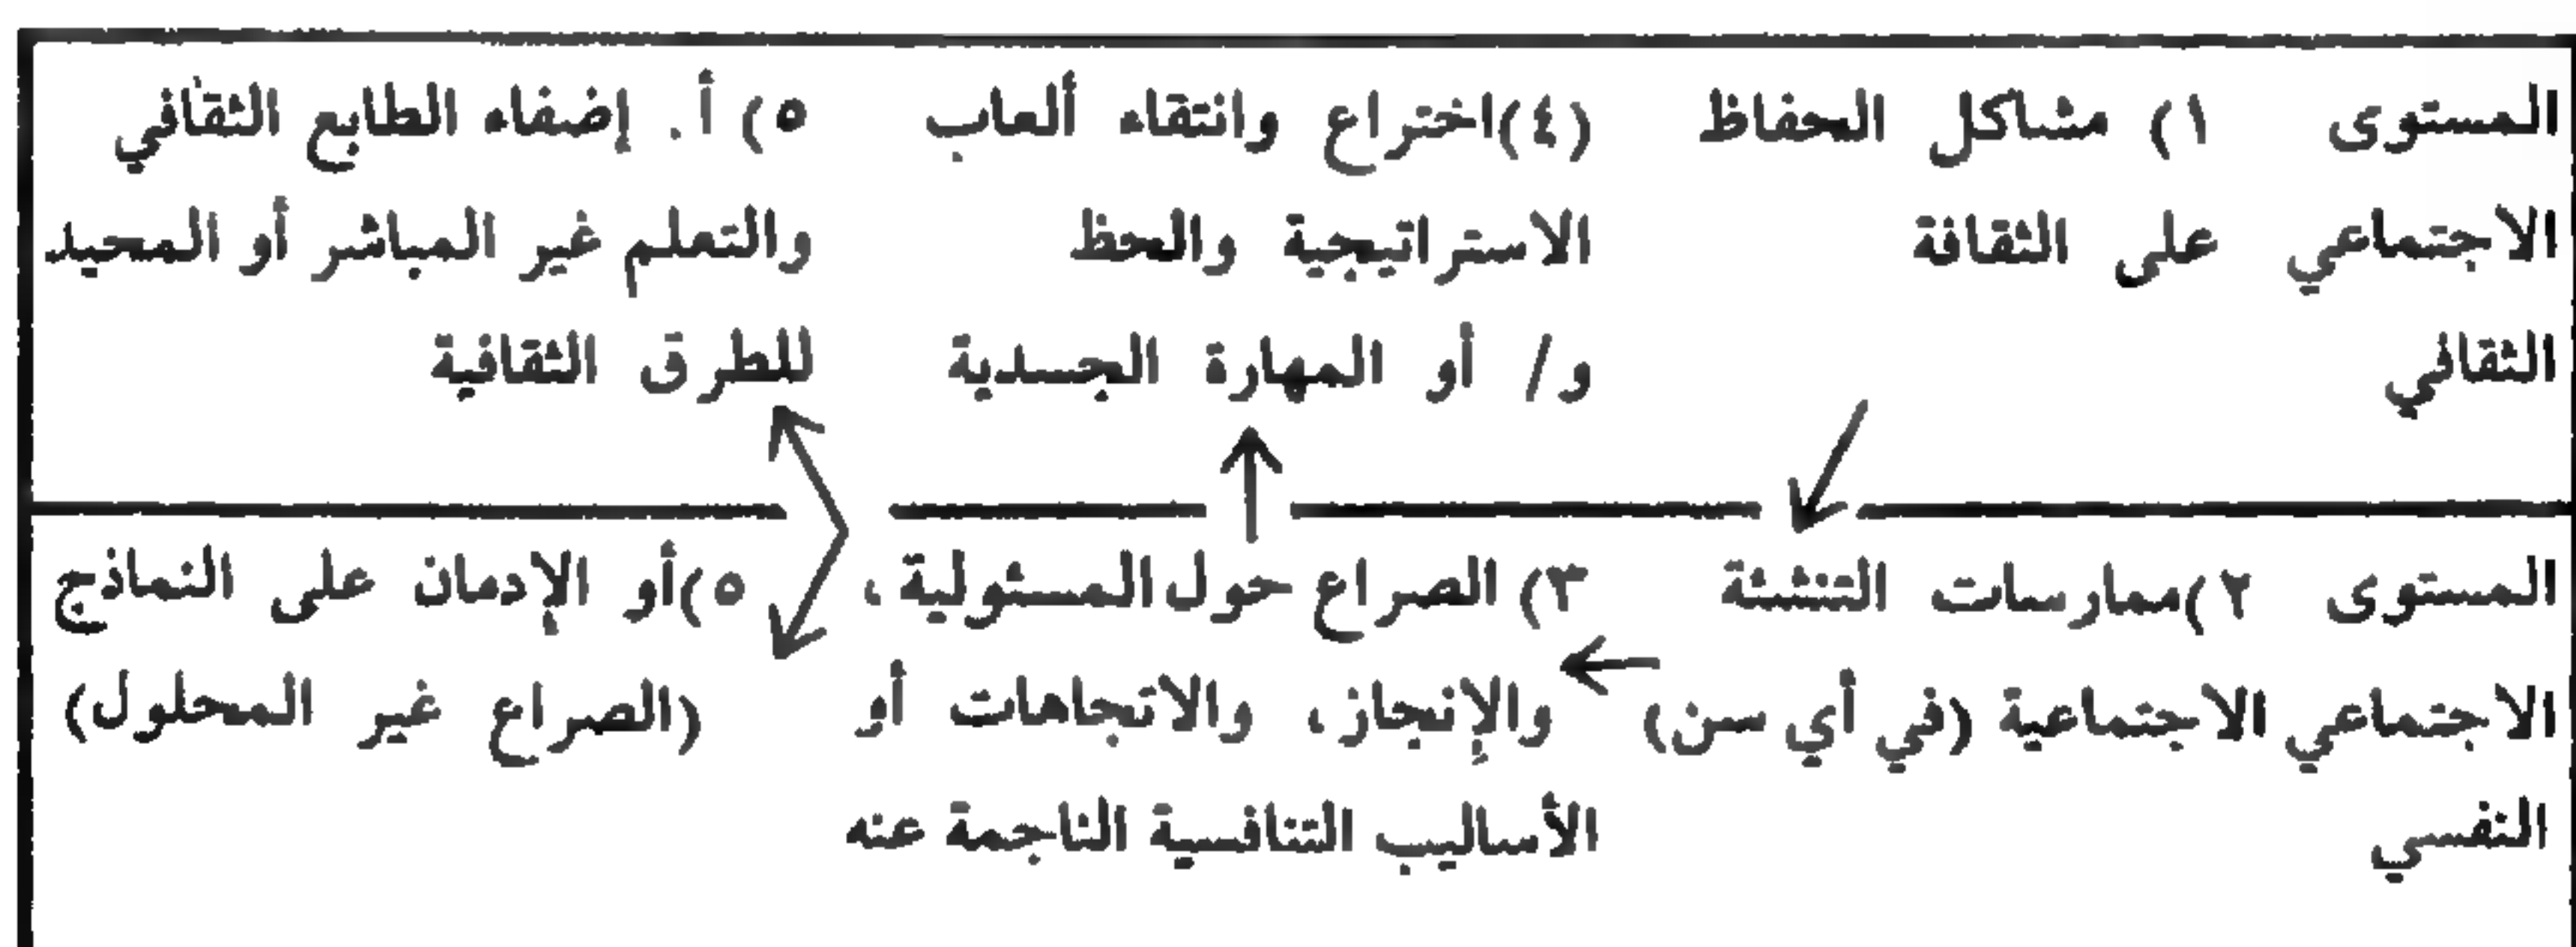 المستوى ١) مشاكل الحفاظ (٤)اختراع وانتقاء ألعاب ٥) أ. إضفاء الطابع الثقافي
الاجتماعي على الثقافة الاستراتيجية والحظ والتعلم غير المباشر أو المحيد
الثقافي و/ أو المهارة الجسدية للطرق الثقافية
المستوى ٢)ممارسات التنشئة ٣) الصراع حول المسئولية، ٥)أو الإدمان على النماذج
الاجتماعي الاجتماعية (في أي سن) والإنجاز، والاتجاهات أو (الصراع غير المحلول)
النفسي الأساليب التنافسية الناجمة عنه